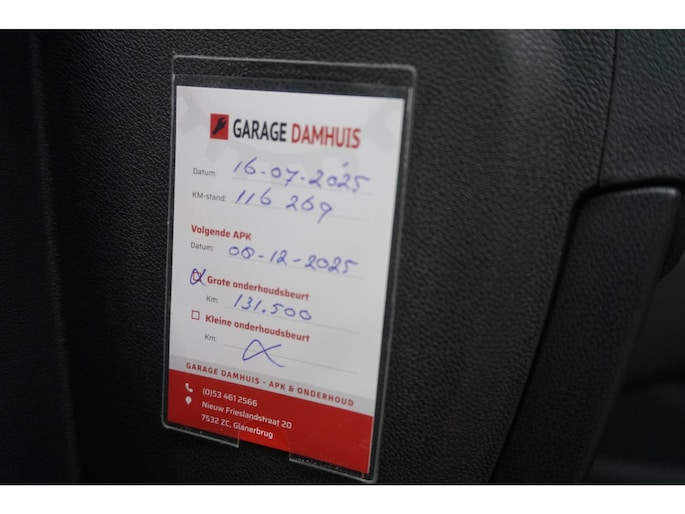 GARAGE DAMHUIS
Datum: 16-07-2025
KM-stand: 116 269
Volgende APK
Datum: 08-12-2025
Grote onderhoudsbeurt
Km: 131.500
Kleine onderhoudsbeurt
Km:
GARAGE DAMHUIS - APK & ONDERHOUD
(0)53 461 2566
Nieuw Frieslandstraat 20
7532 ZC, Glanerbrug